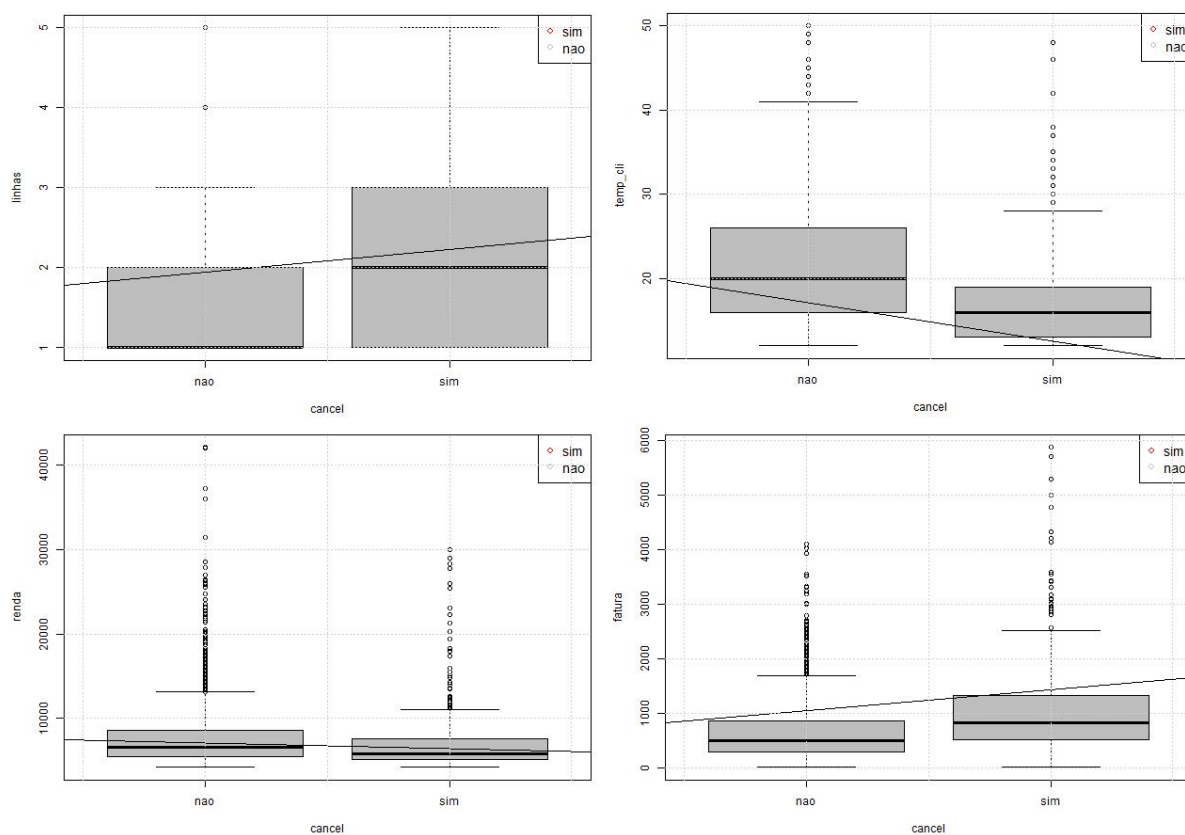 5
4
3
2
1
linhas
nao
sim
cancel
sim
nao
50
40
30
20
temp_cli
nao
sim
cancel
sim
nao
40000
30000
20000
10000
renda
nao
sim
cancel
sim
nao
6000
5000
4000
3000
2000
1000
0
fatura
nao
sim
cancel
sim
nao